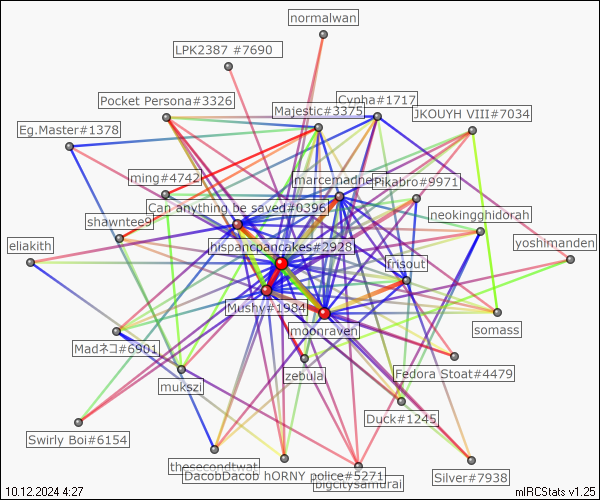 normalwan
LPK2387 #7690
Pocket Persona#3326
Majestic#3375
Cypha#1717
JKOUYH VIII#7034
Eg.Master#1378
ming#4742
marcemadness
Pikabro#9971
Can anything be saved#0396
neokingghidorah
shawntee9
hispancpancakes#2928
yoshimanden
eliakith
frisout
Mushy#1984
moonraven
somass
Madネコ#6901
zebula
Fedora Stoat#4479
mukszi
Duck#1245
Swirly Boi#6154
thesecondtwat
DacobDacob hORNY police#5271
Silver#7938
bigcitysamurai
10.12.2024 4:27
mIRCStats v1.25